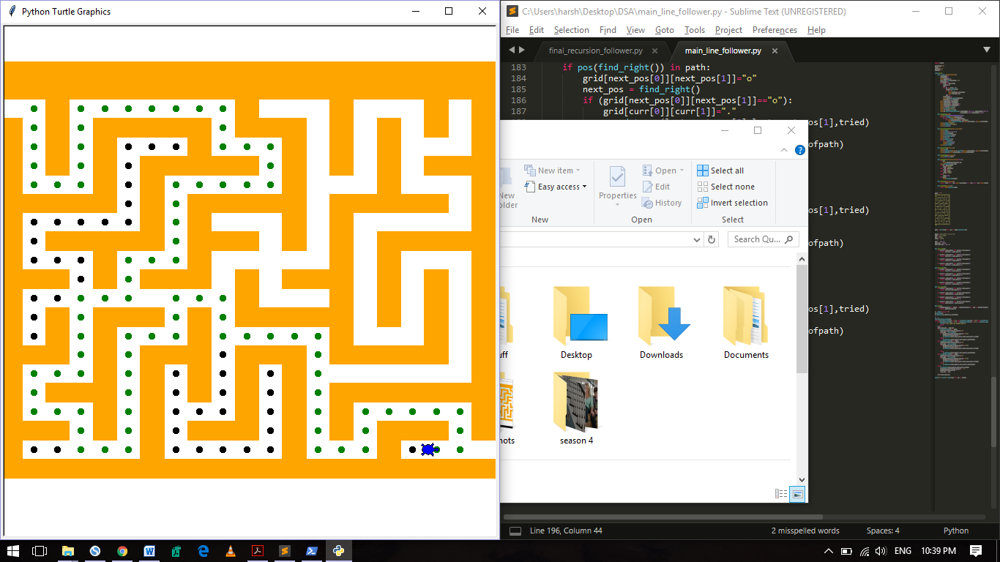 Python Turtle Graphics
C:\Users\harsh\Desktop\DSA\main_line_follower.py - Sublime Text (UNREGISTERED)
File Edit Selection Find View Goto Tools Project Preferences Help
final_recursion_follower.py main_line_follower.py
183 if pos(find_right()) in path:
184 grid[next_pos[0]][next_pos[1]]="o"
185 next_pos = find_right()
186 if (grid[next_pos[0]][next_pos[1]]=="o"):
187 grid[curr[0]][curr[1]]="."
os[1],tried)
ofpath)
New item Open Select all
Easy access Edit Select none
New
older
Properties History Invert selection
New Open Select
os[1],tried)
Search Qu...
ofpath)
os[1],tried)
ofpath)
uff Desktop Downloads Documents
hots season 4
Line 196, Column 44 2 misspelled words Spaces: 4 Python
ENG 10:39 PM